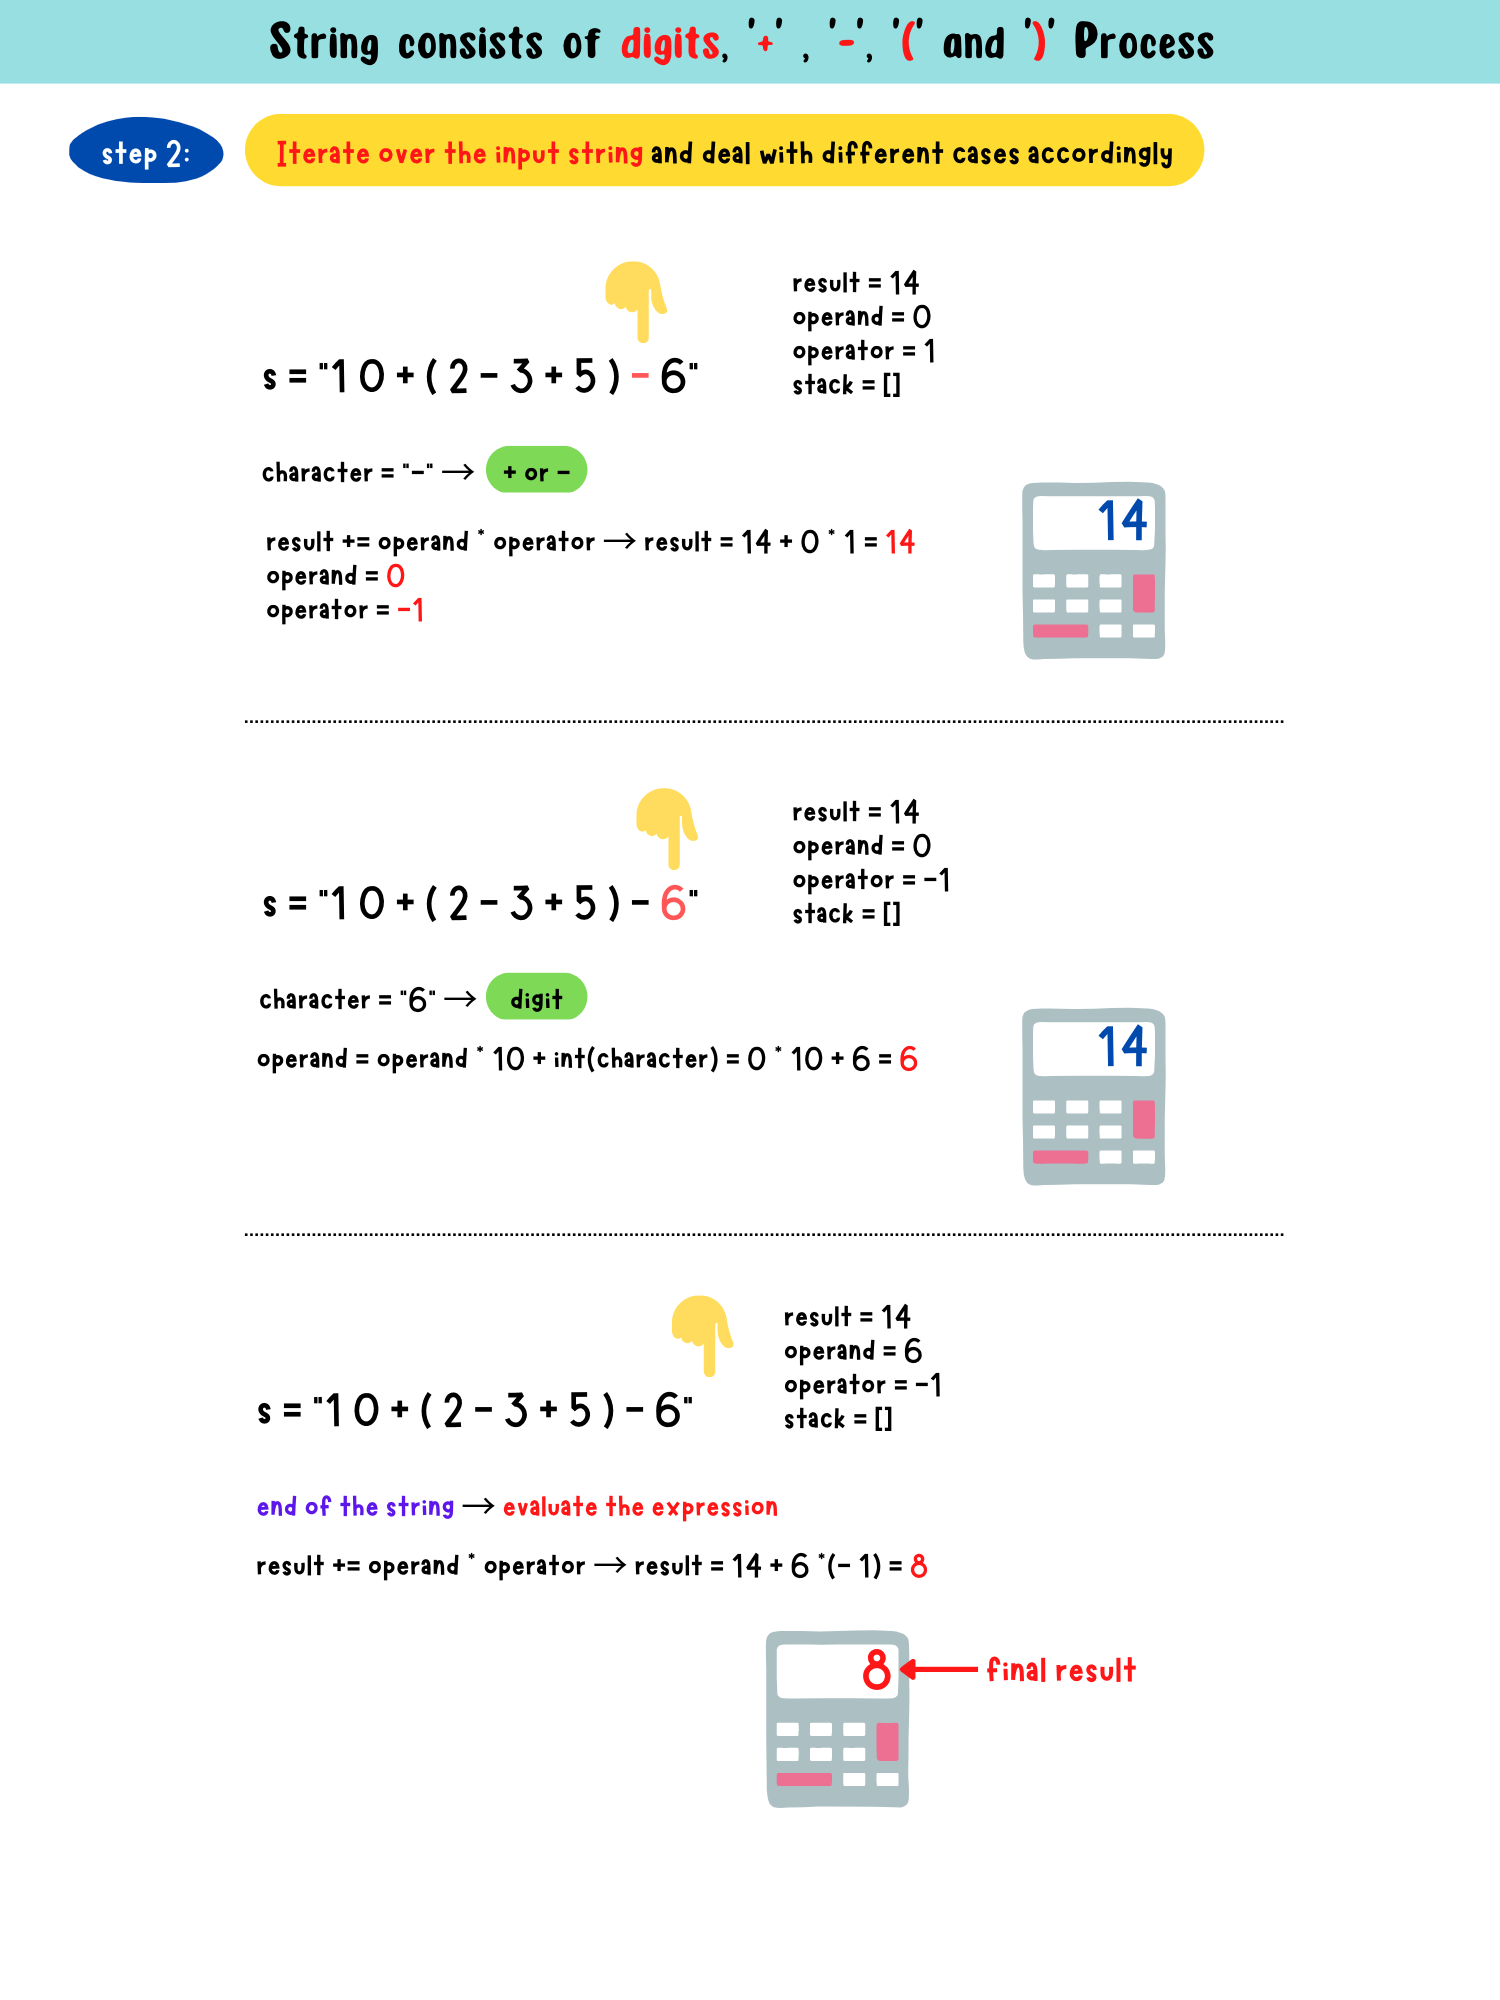 String consists of digits, '+' , '-', '(' and ')' Process
step 2:
Iterate over the input string and deal with different cases accordingly
result = 14
operand = 0
operator = 1
stack = []
s = "1 0 + ( 2 - 3 + 5 ) - 6"
character = "-" → + or -
result += operand * operator → result = 14 + 0 * 1 = 14
operand = 0
operator = -1
14
result = 14
operand = 0
operator = -1
stack = []
s = "1 0 + ( 2 - 3 + 5 ) - 6"
character = "6" → digit
operand = operand * 10 + int(character) = 0 * 10 + 6 = 6
14
result = 14
operand = 6
operator = -1
stack = []
s = "1 0 + ( 2 - 3 + 5 ) - 6"
end of the string → evaluate the expression
result += operand * operator → result = 14 + 6 *(- 1) = 8
8
final result